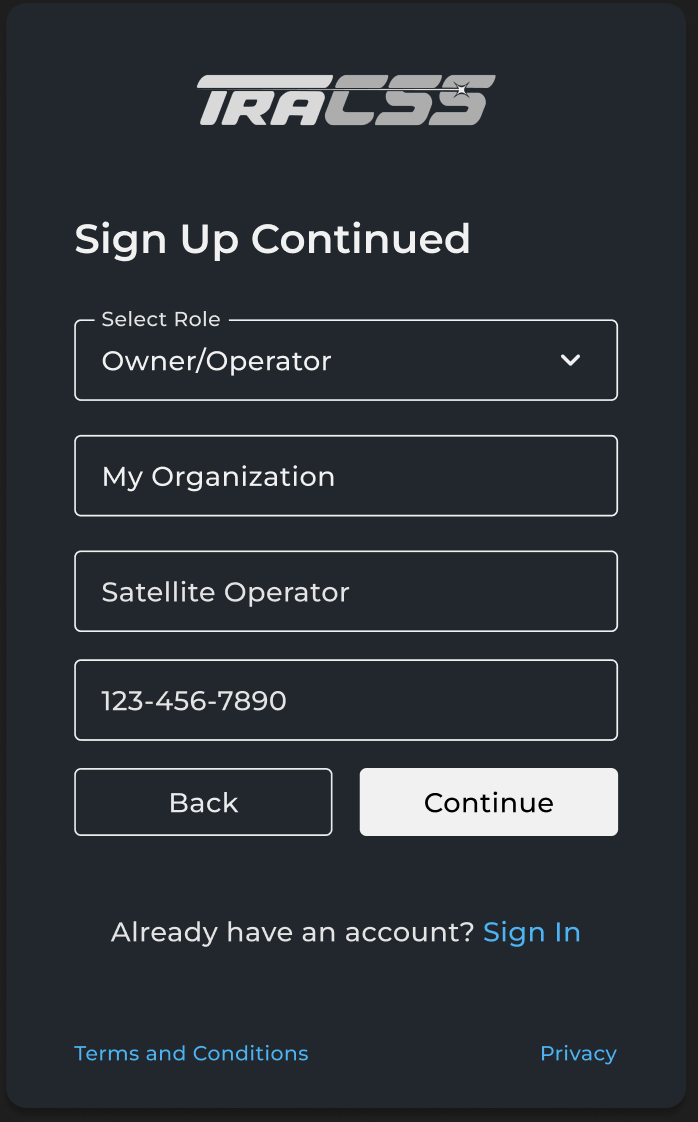 TRACSS
Sign Up Continued
Select Role
Owner/Operator
My Organization
Satellite Operator
123-456-7890
Back Continue
Already have an account? Sign In
Terms and Conditions Privacy